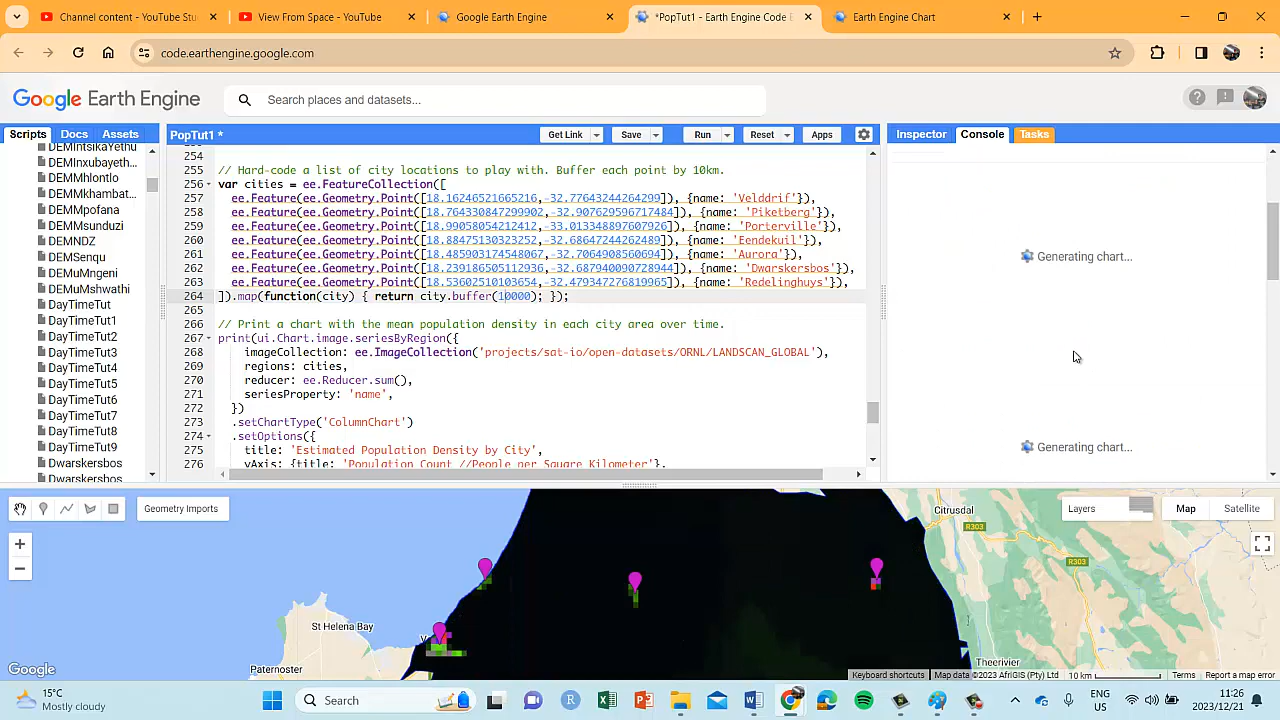 Channel content - YouTube Stu
View From Space - YouTube
Google Earth Engine
*PopTut1 - Earth Engine Code E
Earth Engine Chart
code.earthengine.google.com
Google Earth Engine
Search places and datasets...
Scripts
Docs
Assets
DEMIntsikaYethu
DEMInxubayeth...
DEMMhlontlo
DEMMkhambat...
DEMMpofana
DEMMsunduzi
DEMNDZ
DEMSenqu
DEMuMngeni
DEMuMshwathi
DayTimeTut
DayTimeTut1
DayTimeTut2
DayTimeTut3
DayTimeTut4
DayTimeTut5
DayTimeTut6
DayTimeTut7
DayTimeTut8
DayTimeTut9
Dwarskersbos
PopTut1 *
Get Link
Save
Run
Reset
Apps
254
255 // Hard-code a list of city locations to play with. Buffer each point by 10km.
256 var cities = ee.FeatureCollection([
257 ee.Feature(ee.Geometry.Point([18.16246521665216,-32.77643244264299]), {name: 'Velddrif'}),
258 ee.Feature(ee.Geometry.Point([18.764330847299902,-32.907629596717484]), {name: 'Piketberg'}),
259 ee.Feature(ee.Geometry.Point([18.99058054212412,-33.013348897607926]), {name: 'Porterville'}),
260 ee.Feature(ee.Geometry.Point([18.88475130323252,-32.68647244262489]), {name: 'Eendekuil'}),
261 ee.Feature(ee.Geometry.Point([18.485903174548067,-32.7064908560694]), {name: 'Aurora'}),
262 ee.Feature(ee.Geometry.Point([18.239186505112936,-32.687940090728944]), {name: 'Dwarskersbos'}),
263 ee.Feature(ee.Geometry.Point([18.53602510103654,-32.479347276819965]), {name: 'Redelinghuys'}),
264 ]).map(function(city) { return city.buffer(10000); });
265
266 // Print a chart with the mean population density in each city area over time.
267 print(ui.Chart.image.seriesByRegion({
268 imageCollection: ee.ImageCollection('projects/sat-io/open-datasets/ORNL/LANDSCAN_GLOBAL'),
269 regions: cities,
270 reducer: ee.Reducer.sum(),
271 seriesProperty: 'name',
272 })
273 .setChartType('ColumnChart')
274 .setOptions({
275 title: 'Estimated Population Density by City',
276 vAxis: {title: 'Population Count //People per Square Kilometer'},
Inspector
Console
Tasks
Generating chart...
Generating chart...
Geometry Imports
Layers
Map
Satellite
Citrusdal
R303
R303
St Helena Bay
Paternoster
Theerivier
Google
Keyboard shortcuts
Map data ©2023 AfriGIS (Pty) Ltd
10 km
Terms
Report a map error
15°C
Mostly cloudy
Search
ENG
US
11:26
2023/12/21